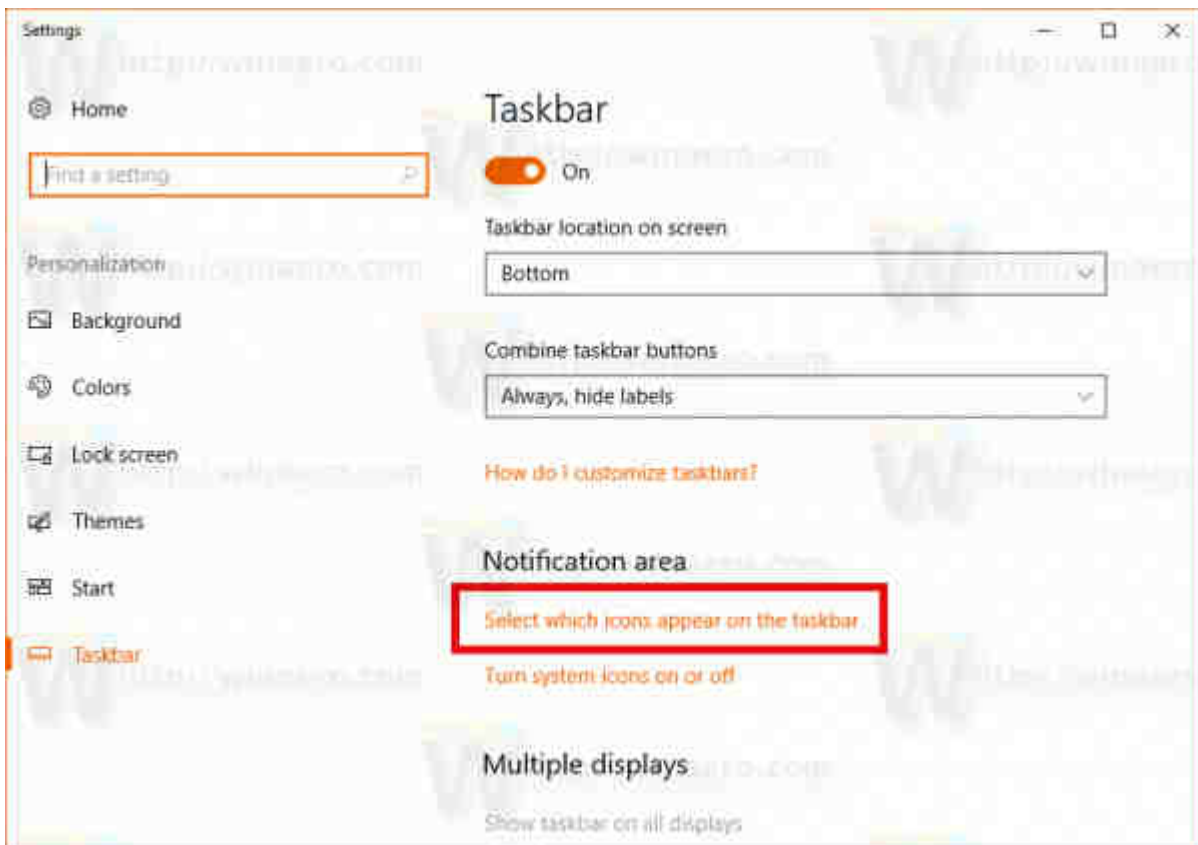 Settings
Home
Find a setting
Personalization
Background
Colors
Lock screen
Themes
Start
Taskbar
Taskbar
On
Taskbar location on screen
Bottom
Combine taskbar buttons
Always, hide labels
How do I customize taskbars?
Notification area
Select which icons appear on the taskbar
Turn system icons on or off
Multiple displays
Show taskbar on all displays